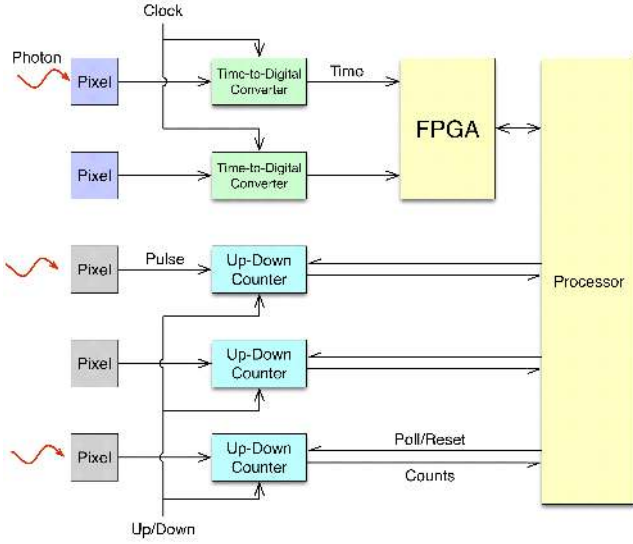 Clock
Photon
Pixel
Time-to-Digital
Converter
Time
FPGA
Pixel
Time-to-Digital
Converter
Pixel
Pulse
Up-Down
Counter
Processor
Pixel
Up-Down
Counter
Pixel
Up-Down
Counter
Poll/Reset
Counts
Up/Down